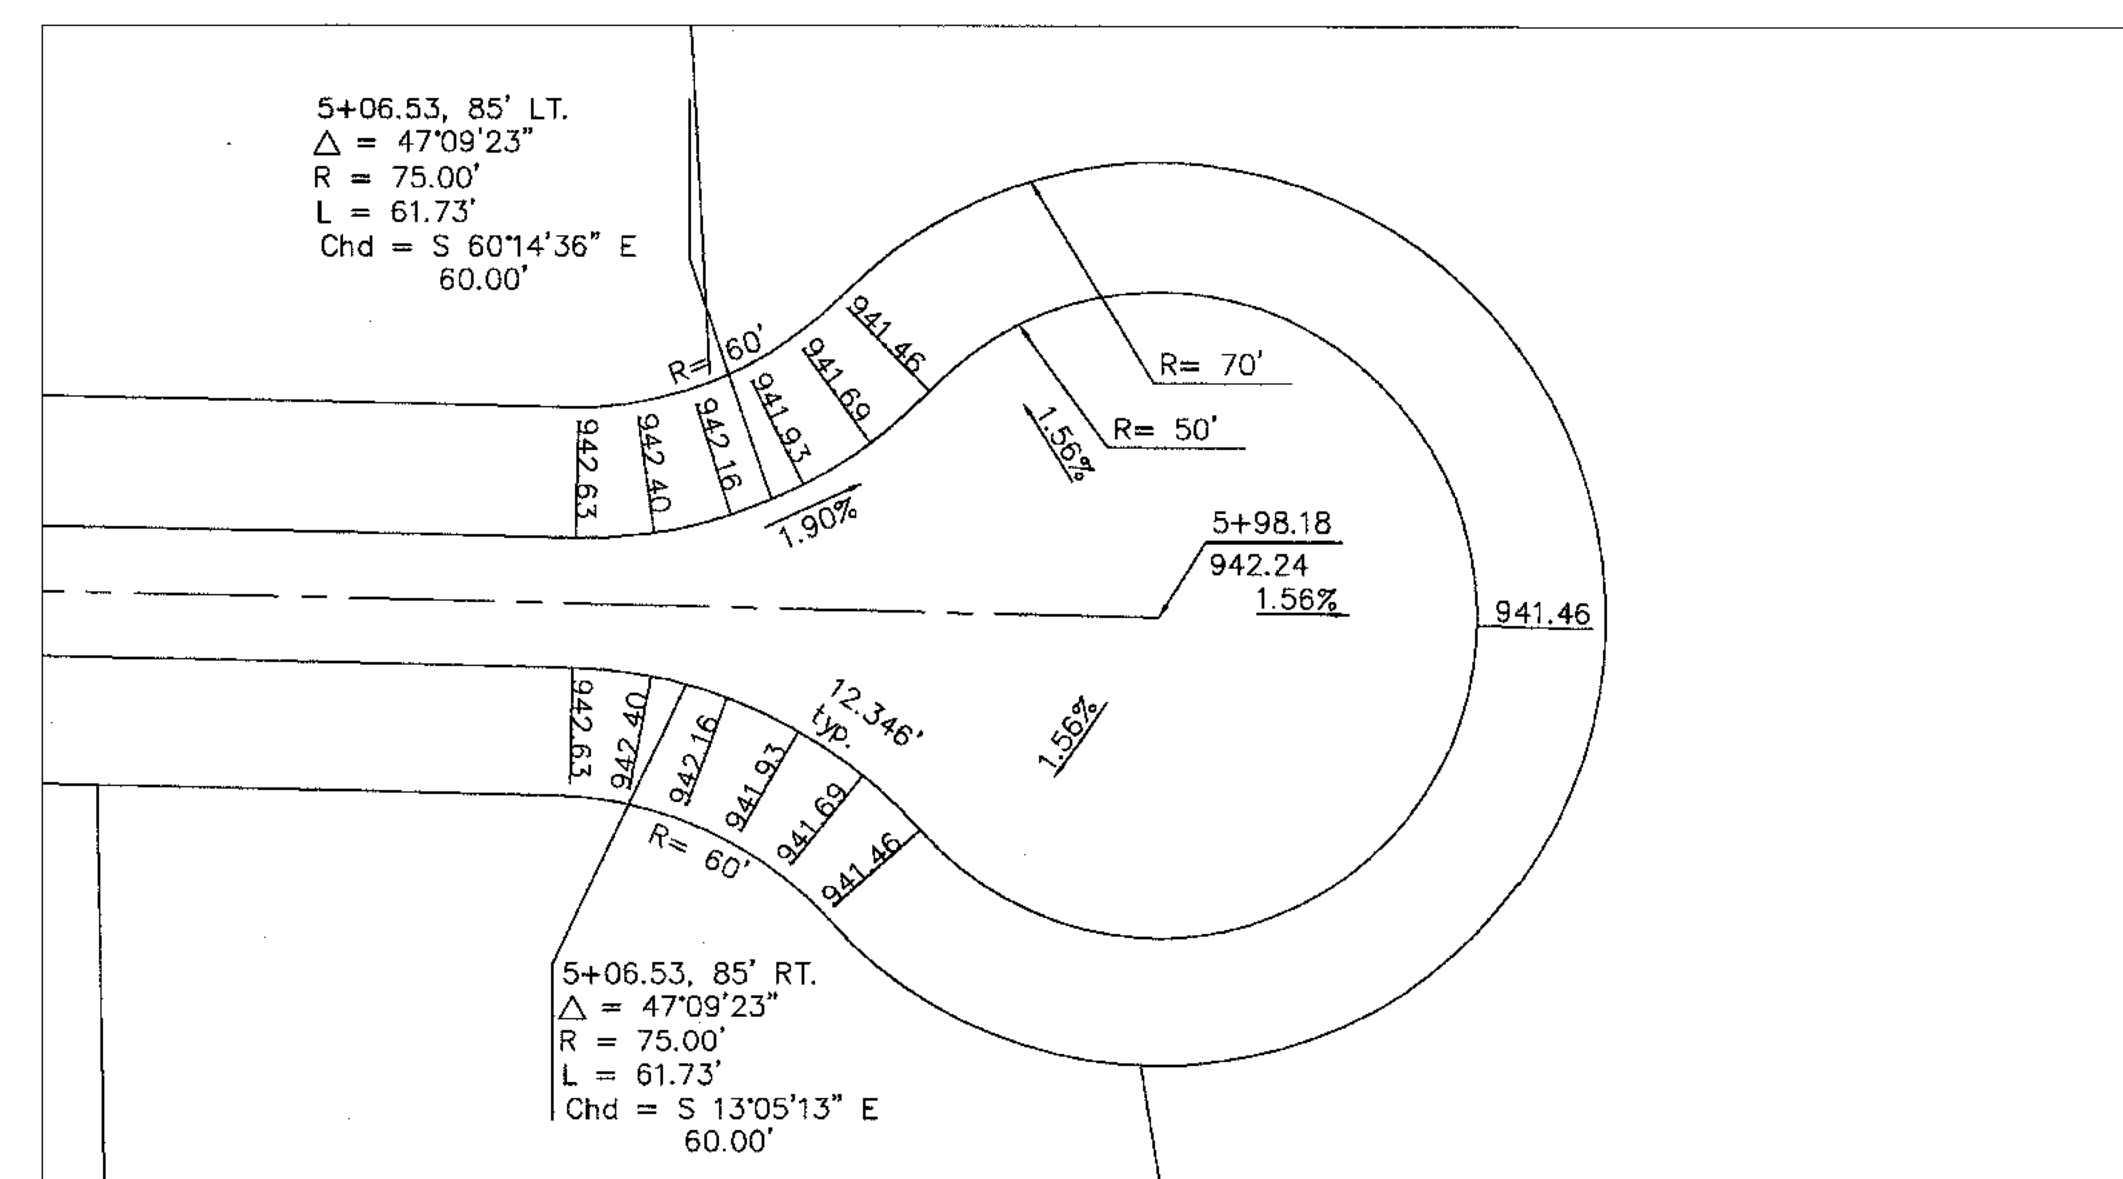 5+06.53, 85' LT.
△ = 47°09'23"
R = 75.00'
L = 61.73'
Chd = S 60°14'36" E
60.00'
R= 60'
942.63
942.40
942.16
941.93
941.69
941.46
1.90%
R= 70'
R= 50'
1.56%
5+98.18
942.24
1.56%
941.46
1.56%
12.346'
typ.
942.63
942.40
942.16
941.93
941.69
941.46
R= 60'
5+06.53, 85' RT.
△ = 47°09'23"
R = 75.00'
L = 61.73'
Chd = S 13°05'13" E
60.00'